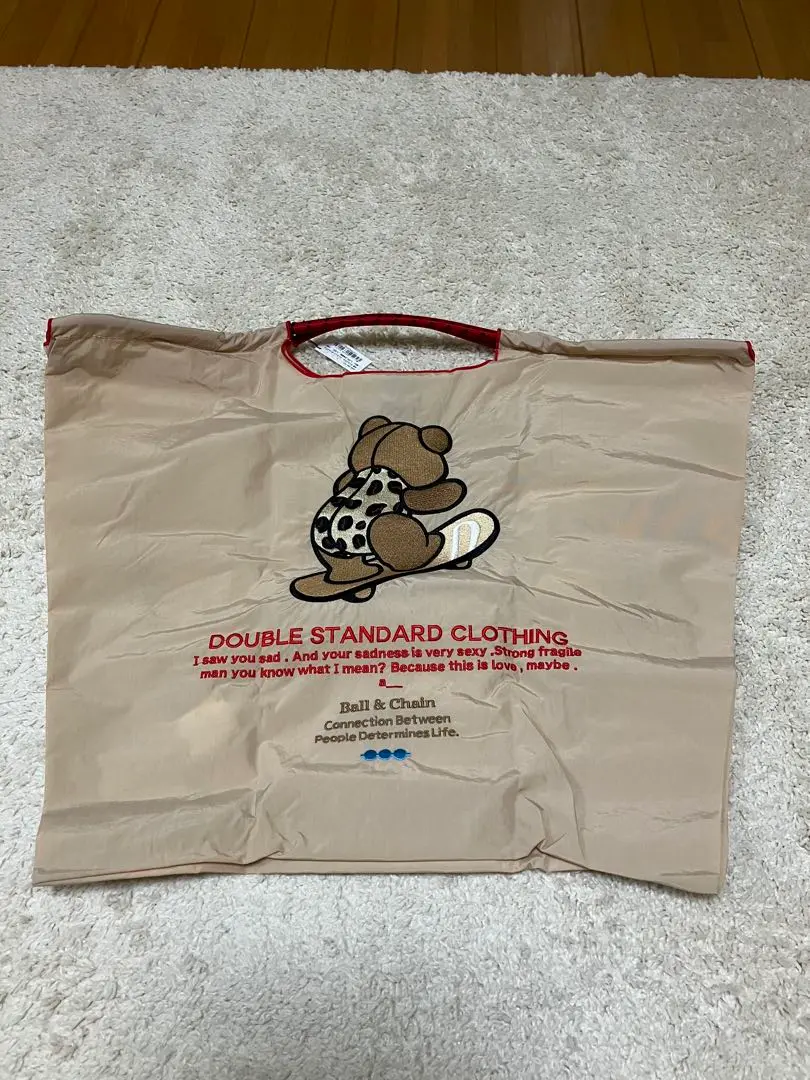 DOUBLE STANDARD CLOTHING
I saw you sad . And your sadness is very sexy .Strong fragile
man you know what I mean? Because this is love , maybe .
a__
Ball & Chain
Connection Between
People Determines Life.